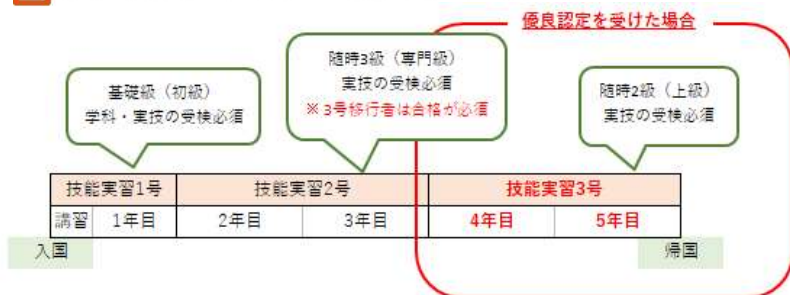 優良認定を受けた場合
随時3級（専門級）
実技の受検必須
※ 3号移行者は合格が必須
基礎級（初級）
学科・実技の受検必須
随時2級（上級）
実技の受検必須
技能実習1号 技能実習2号 技能実習3号
講習 1年目 2年目 3年目 4年目 5年目
入国 帰国